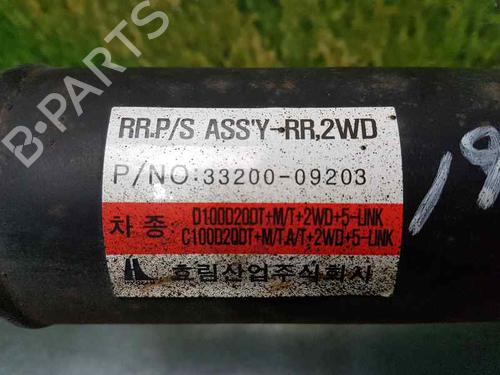 B-PARTS
RR.P/S ASS'Y-RR,2WD
P/NO:33200-09203
차종
D100D20DT+M/T+2WD+5-LINK
C100D20DT+M/T.A/T+2WD+5-LINK
효림산업주식회사
19